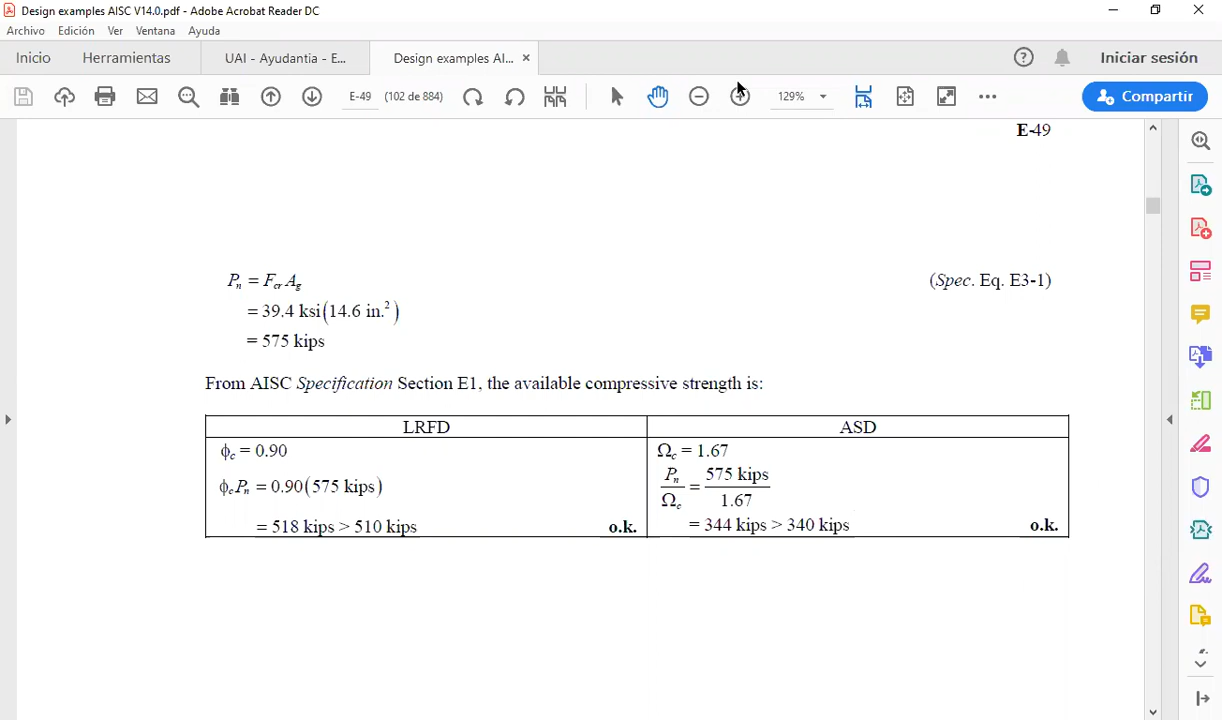 Design examples AISC V14.0.pdf - Adobe Acrobat Reader DC
Archivo Edición Ver Ventana Ayuda
Inicio Herramientas UAI - Ayudantia - E... Design examples AI... × Iniciar sesión
E-49 (102 de 884) 129% Compartir
E-49
Pn = Fcr Ag (Spec. Eq. E3-1)
= 39.4 ksi(14.6 in.²)
= 575 kips
From AISC Specification Section E1, the available compressive strength is:
LRFD ASD
ϕc = 0.90 Ωc = 1.67
ϕcPn = 0.90(575 kips) Pn/Ωc = 575 kips/1.67
= 518 kips > 510 kips o.k. = 344 kips > 340 kips o.k.